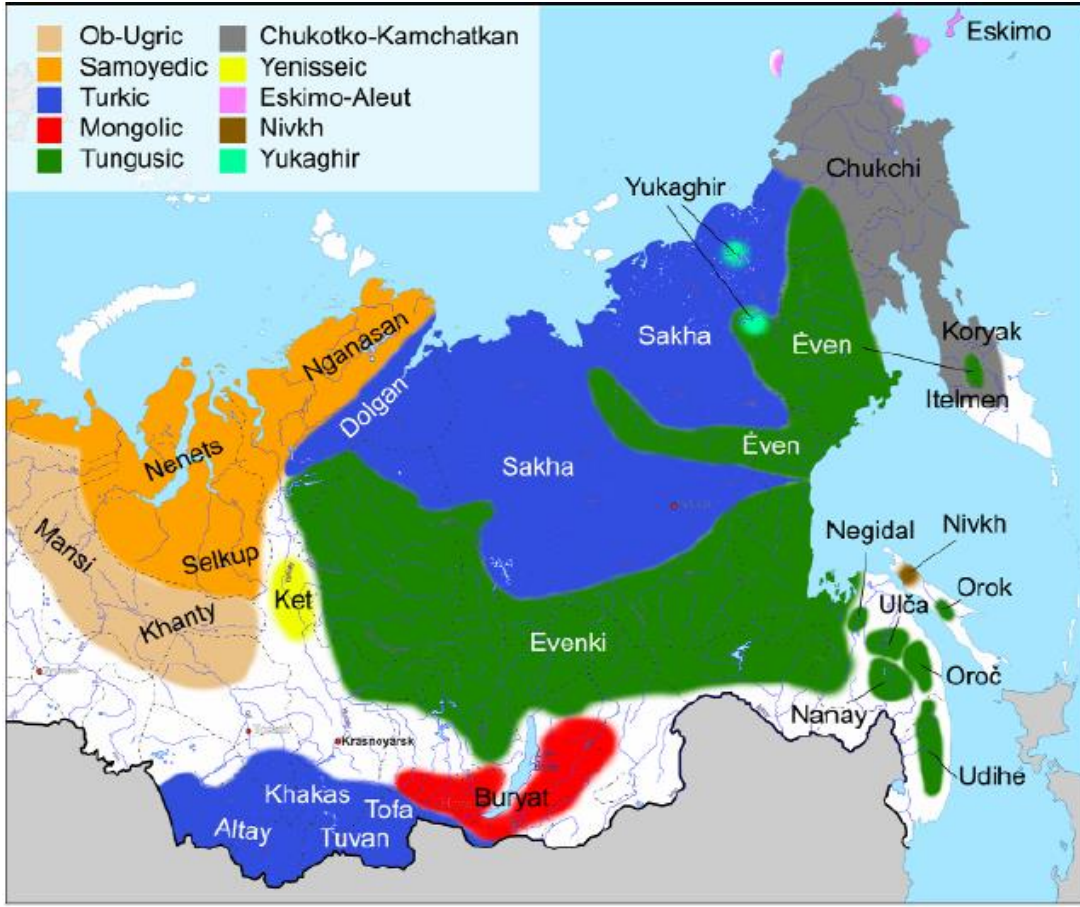 Ob-Ugric
Samoyedic
Turkic
Mongolic
Tungusic
Chukotko-Kamchatkan
Yenisseic
Eskimo-Aleut
Nivkh
Yukaghir
Eskimo
Chukchi
Yukaghir
Koryak
Itelmen
Even
Sakha
Nganasan
Dolgan
Nenets
Selkup
Sakha
Even
Mansi
Khanty
Ket
Evenki
Negidal
Nivkh
Orok
Ulča
Oroč
Nanay
Udihe
Krasnoyarsk
Buryat
Khakas
Tofa
Altay
Tuvan